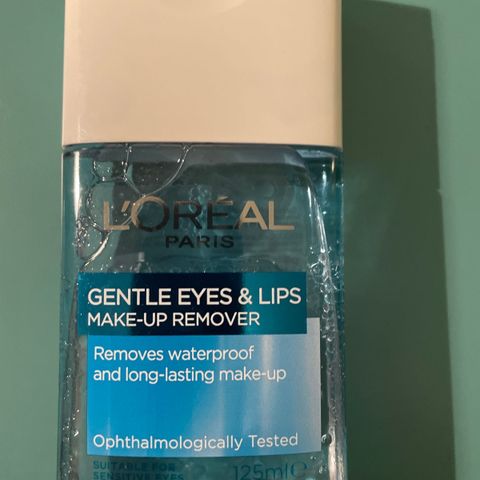 L'ORÉAL
PARIS
GENTLE EYES & LIPS
MAKE-UP REMOVER
Removes waterproof
and long-lasting make-up
Ophthalmologically Tested
SUITABLE FOR
SENSITIVE EYES
125ml℮